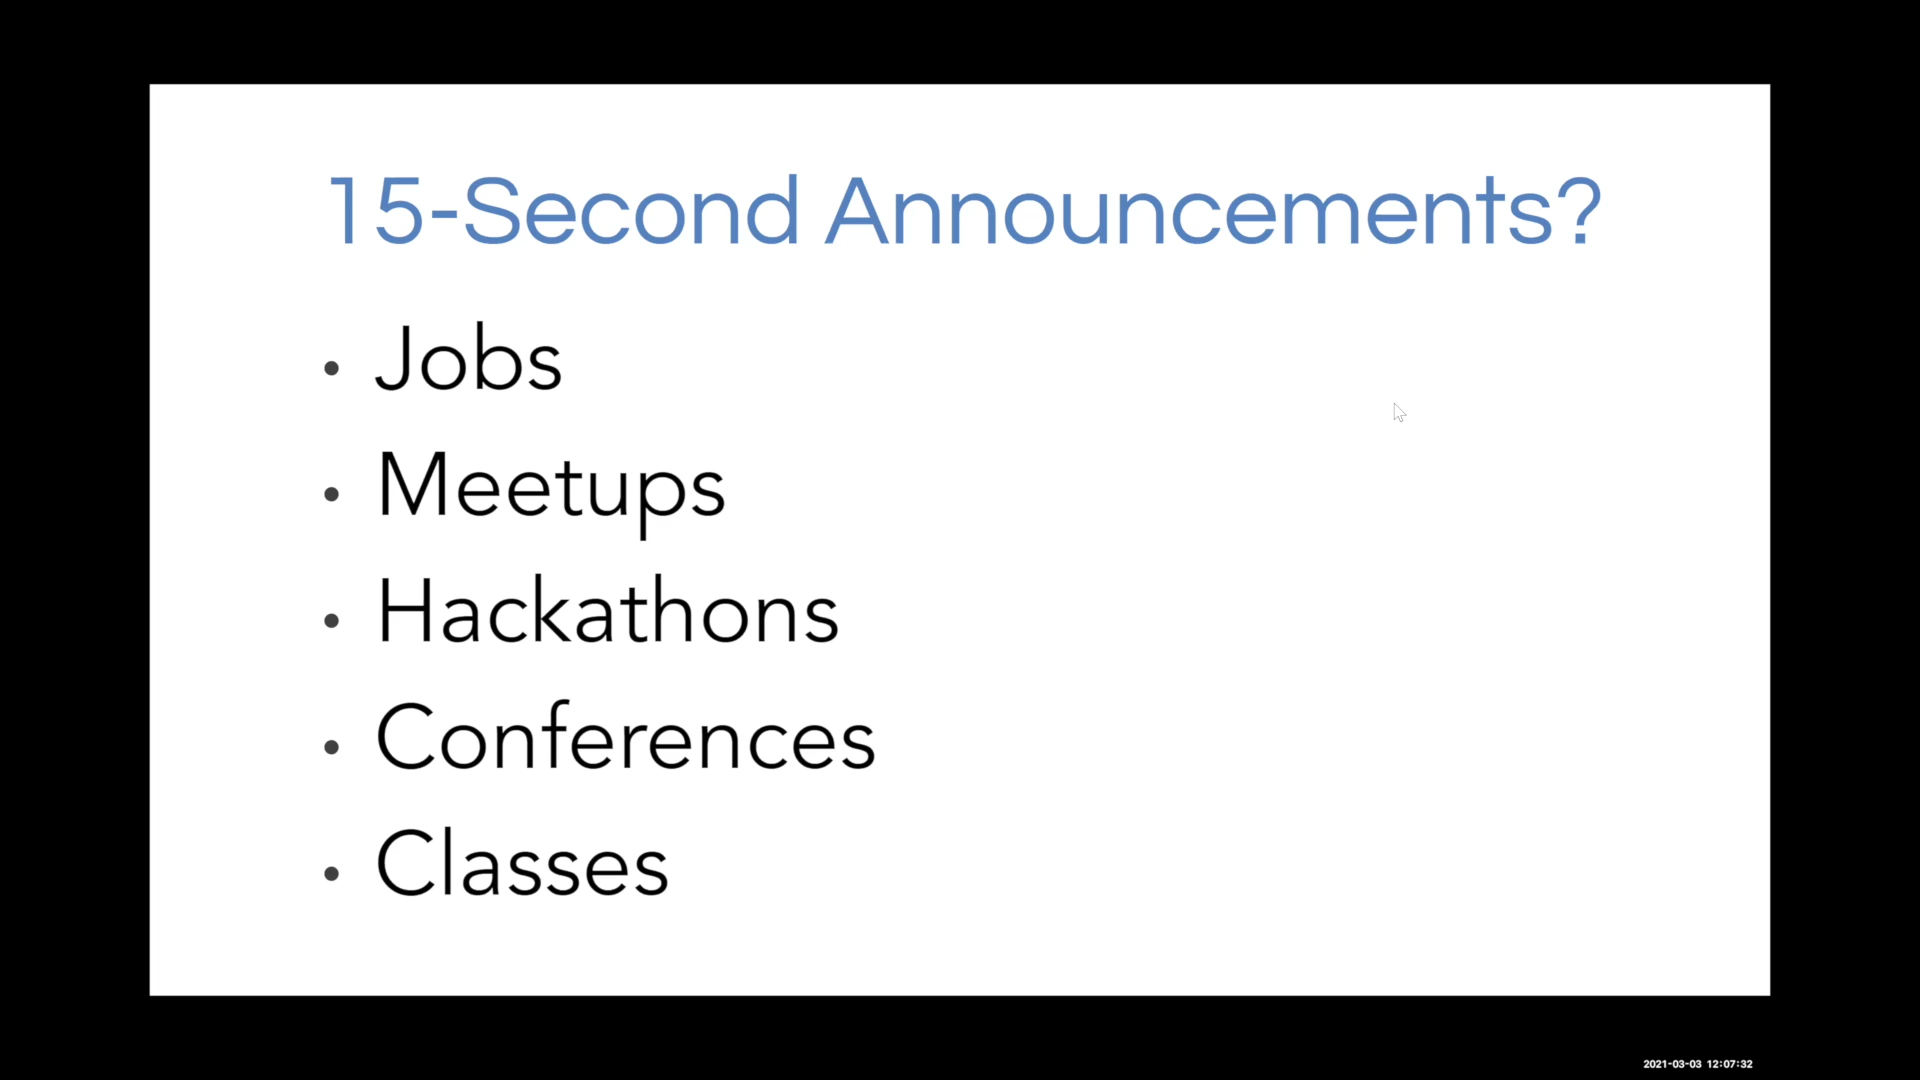 15-Second Announcements?
• Jobs
• Meetups
• Hackathons
• Conferences
• Classes
2021-03-03 12:07:32